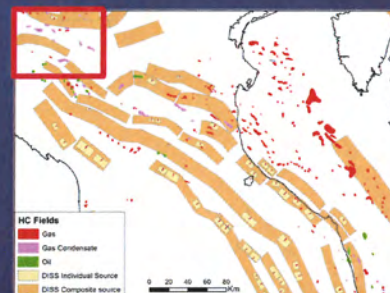 HC Fields
Gas
Gas Condensate
Oil
DISS Individual Source
DISS Composite source
0 20 40 60 80
Km